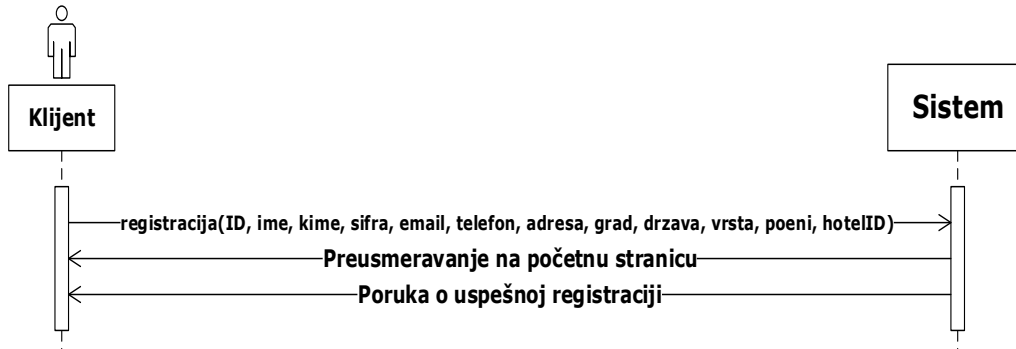 Klijent
Sistem
registracija(ID, ime, kime, sifra, email, telefon, adresa, grad, drzava, vrsta, poeni, hotelID)
Preusmeravanje na početnu stranicu
Poruka o uspešnoj registraciji